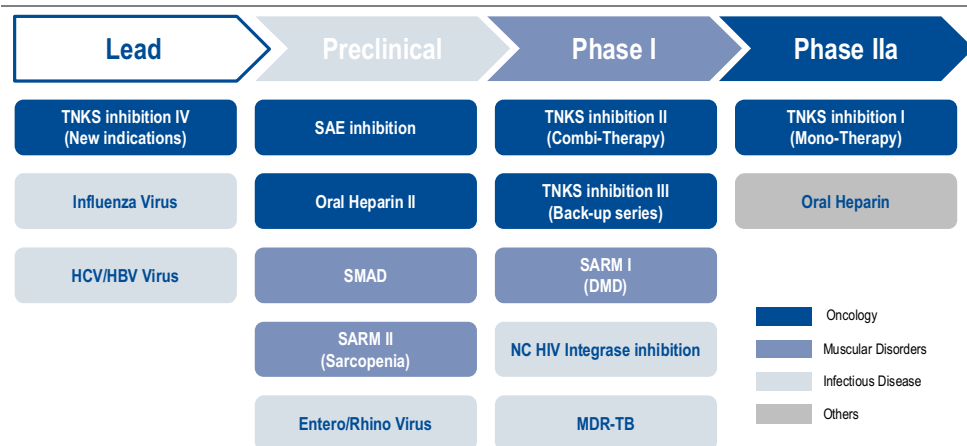 Lead
Preclinical
Phase I
Phase IIa
TNKS inhibition IV
(New indications)
SAE inhibition
TNKS inhibition II
(Combi-Therapy)
TNKS inhibition I
(Mono-Therapy)
Influenza Virus
Oral Heparin II
TNKS inhibition III
(Back-up series)
Oral Heparin
HCV/HBV Virus
SMAD
SARM I
(DMD)
SARM II
(Sarcopenia)
NC HIV Integrase inhibition
Entero/Rhino Virus
MDR-TB
Oncology
Muscular Disorders
Infectious Disease
Others